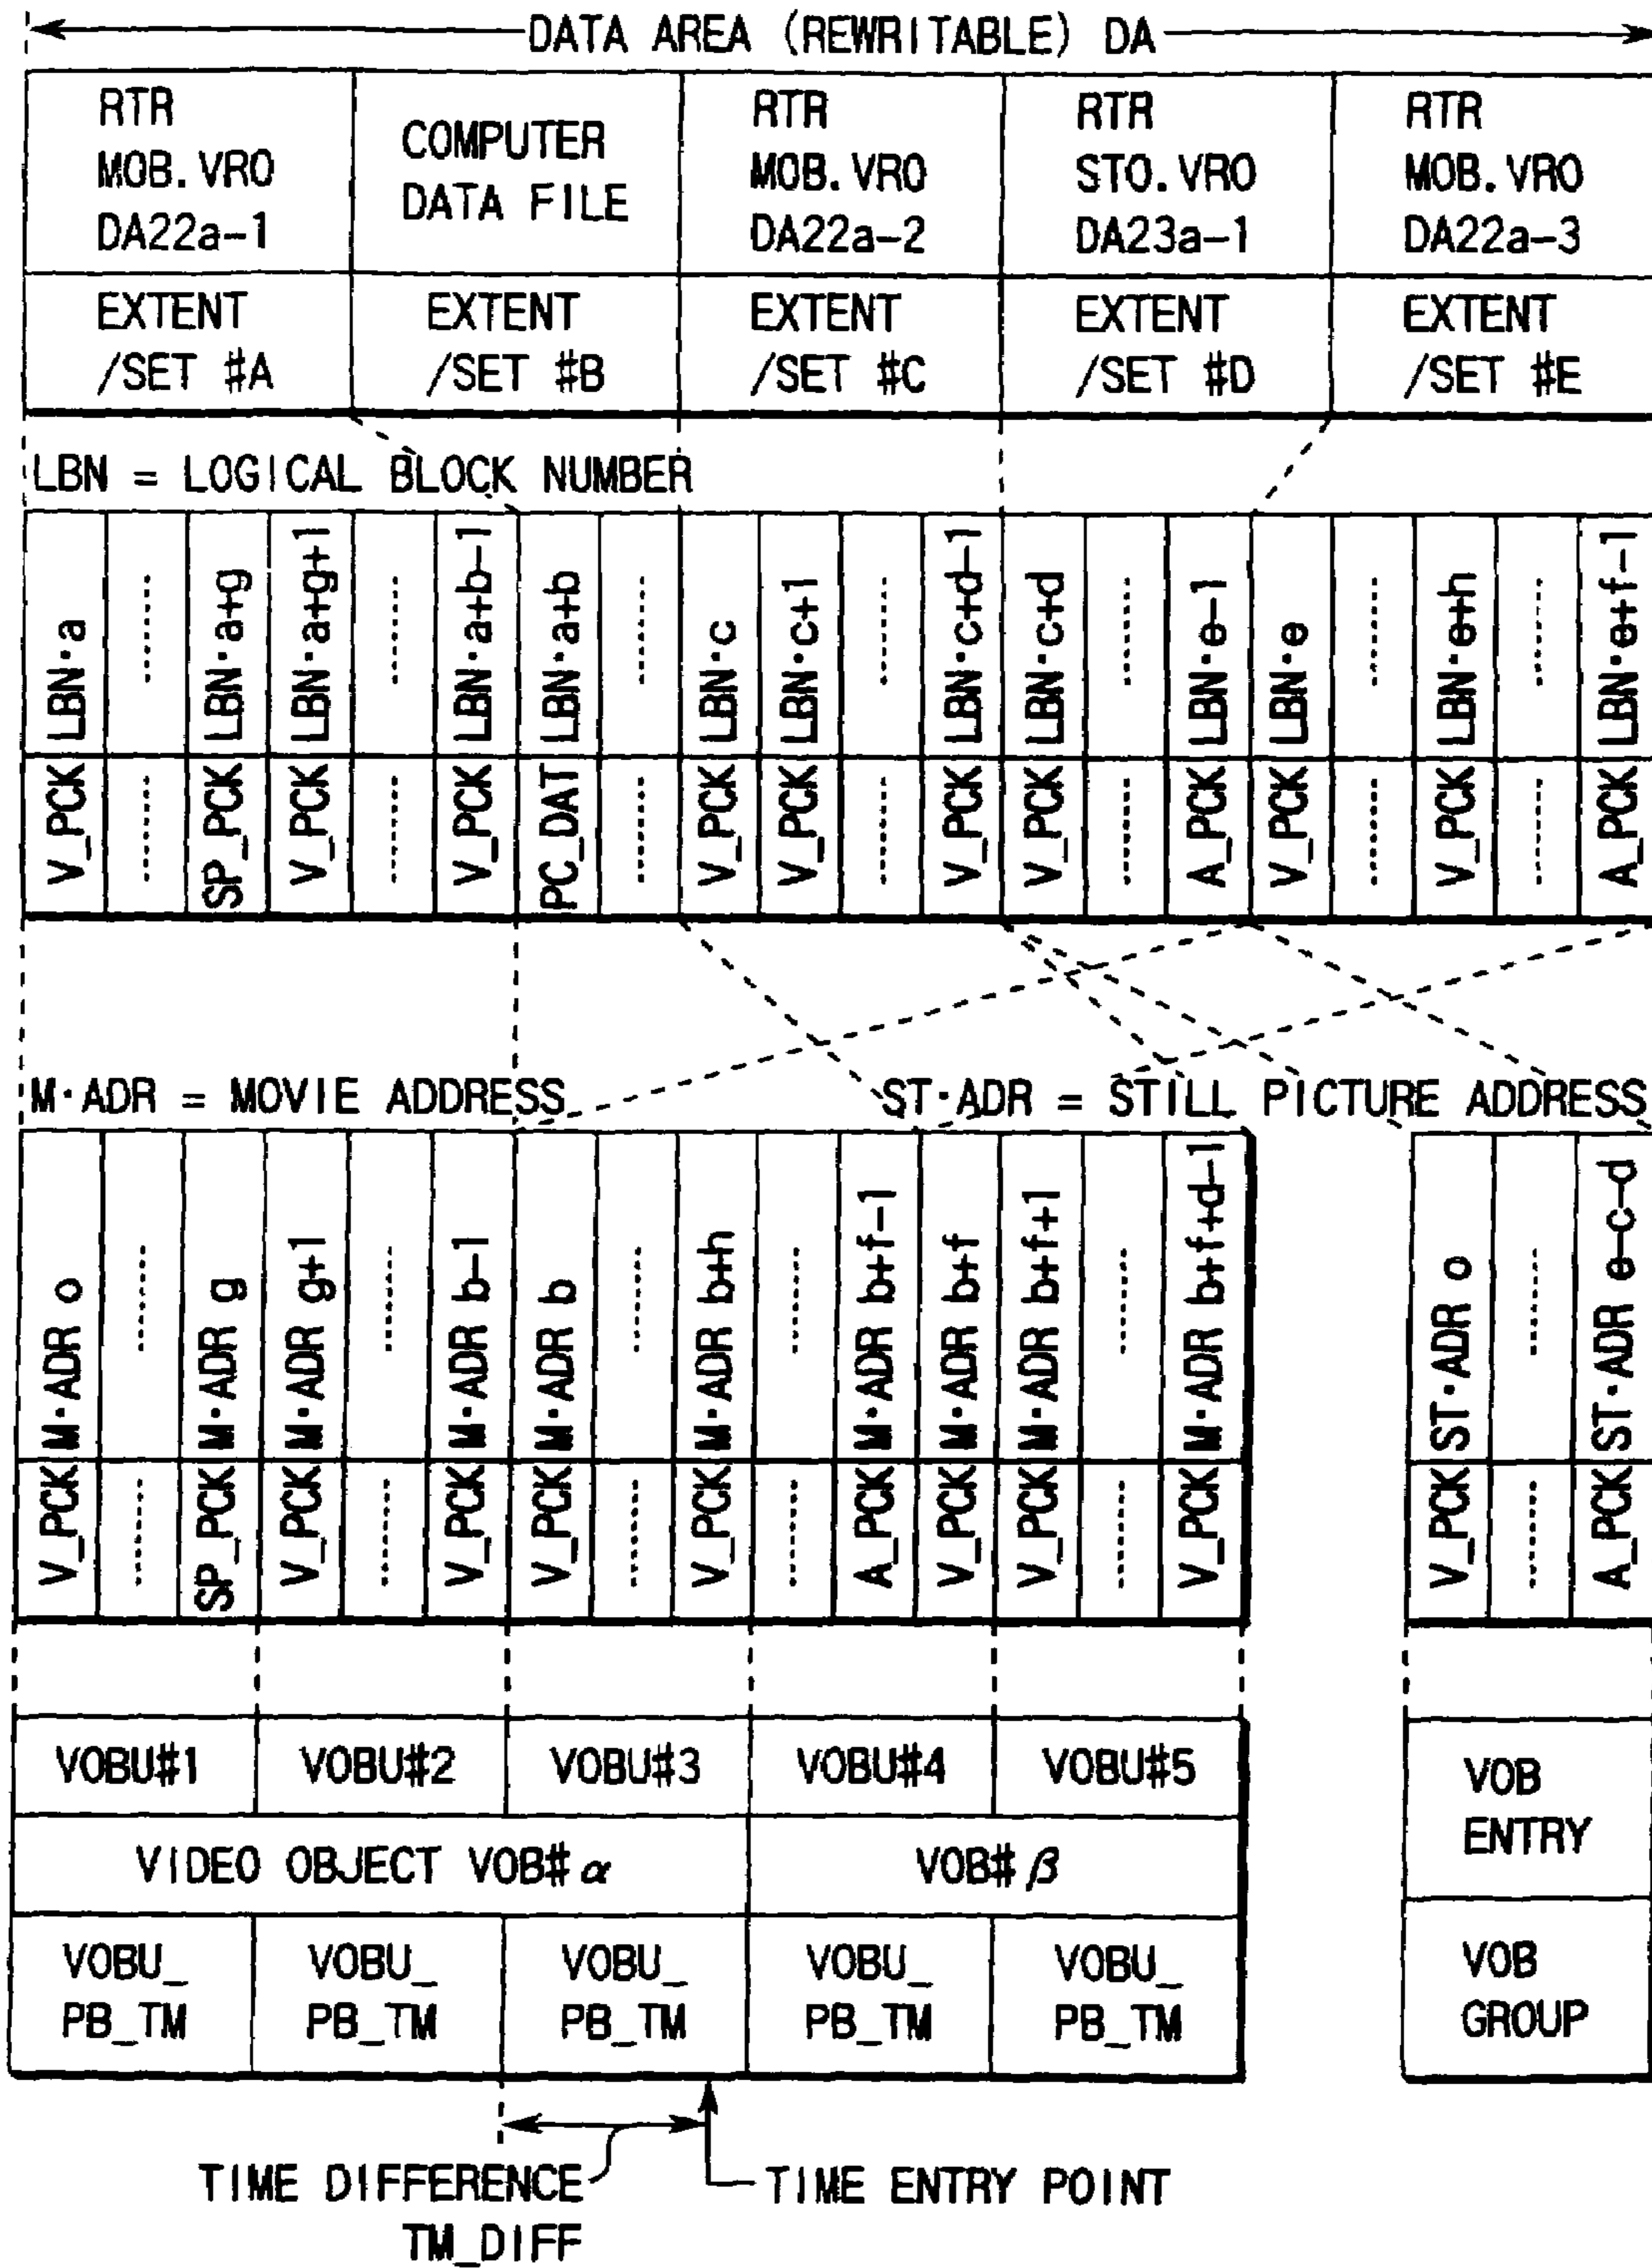 DATA AREA (REWRITABLE) DA
RTR
MOB.VRO
DA22a-1
COMPUTER
DATA FILE
RTR
MOB.VRO
DA22a-2
RTR
STO.VRO
DA23a-1
RTR
MOB.VRO
DA22a-3
EXTENT
/SET #A
EXTENT
/SET #B
EXTENT
/SET #C
EXTENT
/SET #D
EXTENT
/SET #E
LBN = LOGICAL BLOCK NUMBER
V_PCK LBN·a
SP_PCK LBN·a+g
V_PCK LBN·a+g+1
V_PCK LBN·a+b-1
PC_DAT LBN·a+b
V_PCK LBN·c
V_PCK LBN·c+1
V_PCK LBN·c+d-1
V_PCK LBN·c+d
A_PCK LBN·e-1
V_PCK LBN·e
V_PCK LBN·e+h
A_PCK LBN·e+f-1
M·ADR = MOVIE ADDRESS
ST·ADR = STILL PICTURE ADDRESS
V_PCK M·ADR o
SP_PCK M·ADR g
V_PCK M·ADR g+1
V_PCK M·ADR b-1
V_PCK M·ADR b
V_PCK M·ADR b+h
A_PCK M·ADR b+f-1
V_PCK M·ADR b+f
V_PCK M·ADR b+f+1
V_PCK M·ADR b+f+d-1
V_PCK ST·ADR o
A_PCK ST·ADR e-c-d
VOBU#1
VOBU#2
VOBU#3
VOBU#4
VOBU#5
VOB
ENTRY
VIDEO OBJECT VOB#α
VOB#β
VOBU_
PB_TM
VOBU_
PB_TM
VOBU_
PB_TM
VOBU_
PB_TM
VOBU_
PB_TM
VOB
GROUP
TIME DIFFERENCE
TM_DIFF
TIME ENTRY POINT